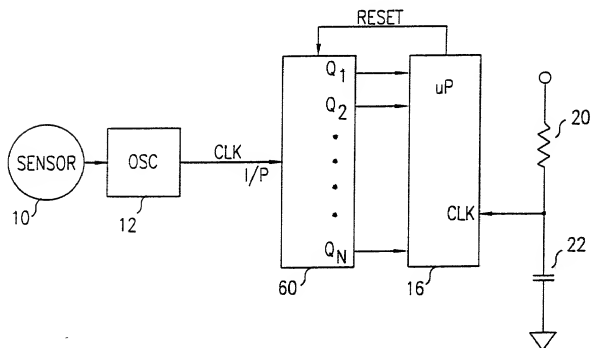 RESET
Q1
uP
Q2
20
SENSOR
OSC
CLK
I/P
CLK
10
12
QN
22
60
16